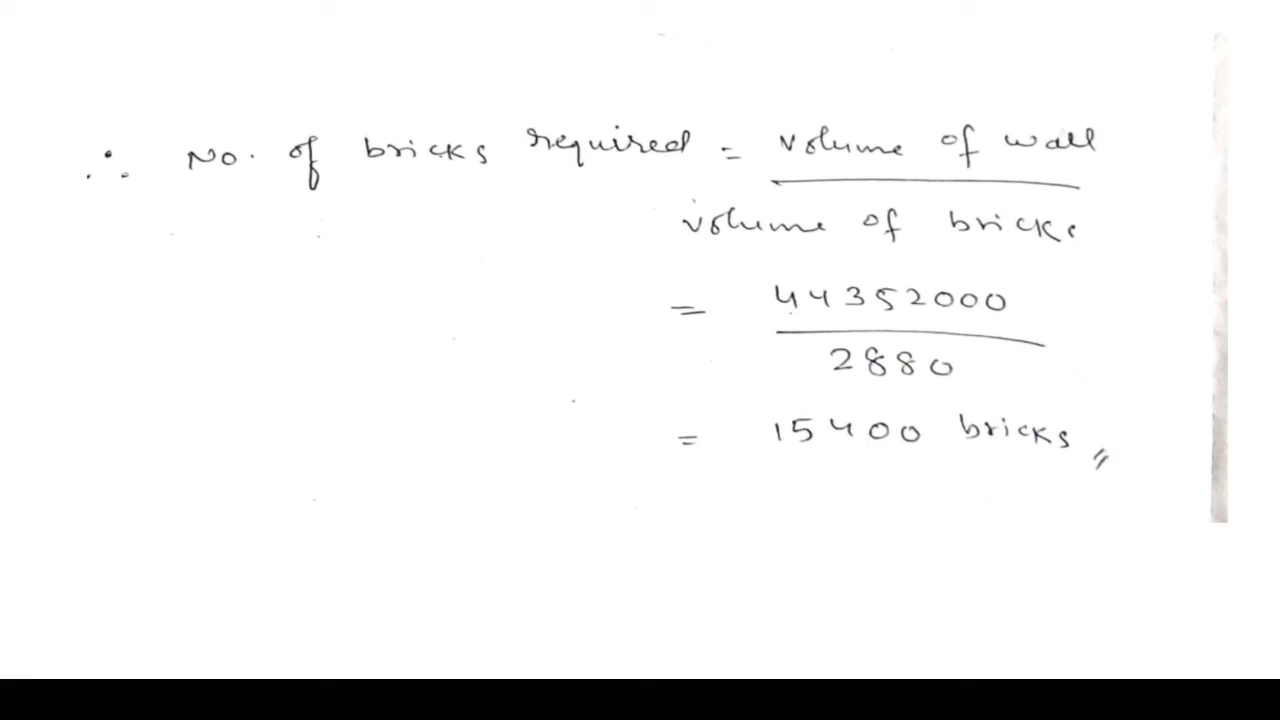 ∴ No. of bricks required = volume of wall
volume of bricks
= 44352000
2880
= 15400 bricks〃